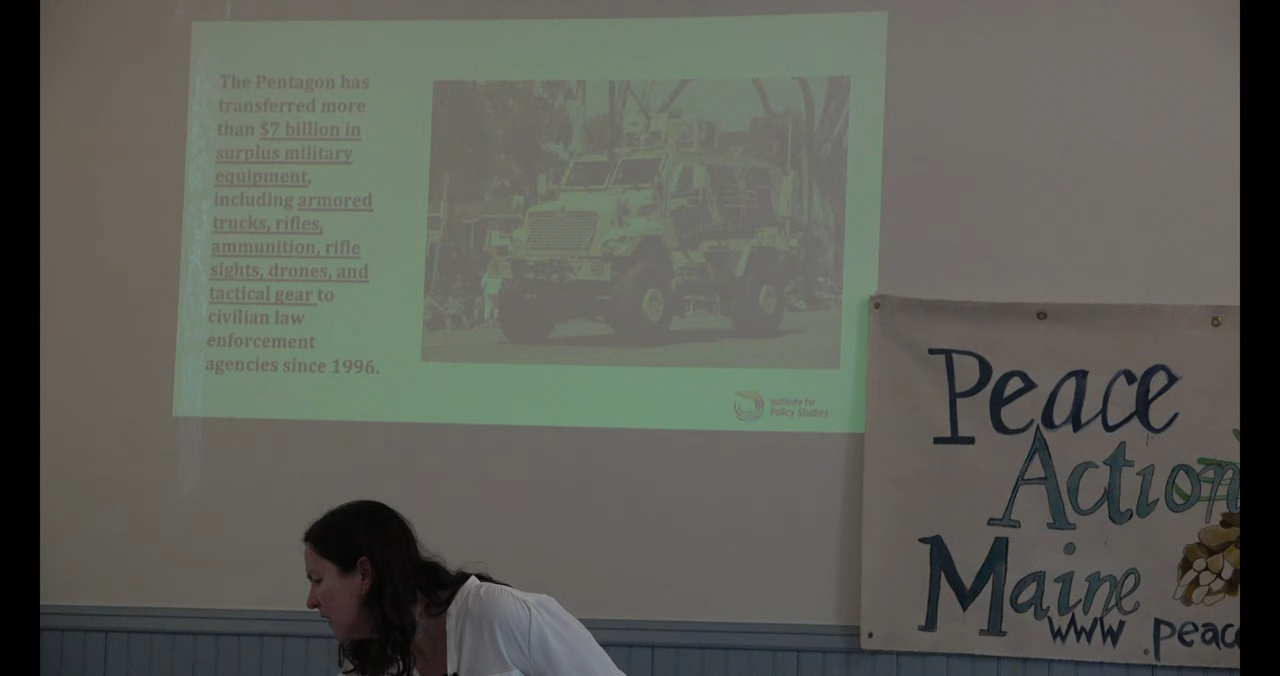 The Pentagon has
transferred more
than $7 billion in
surplus military
equipment,
including armored
trucks, rifles,
ammunition, rifle
sights, drones, and
tactical gear to
civilian law
enforcement
agencies since 1996.
Institute for
Policy Studies
Peace
Action
Maine
www.peac